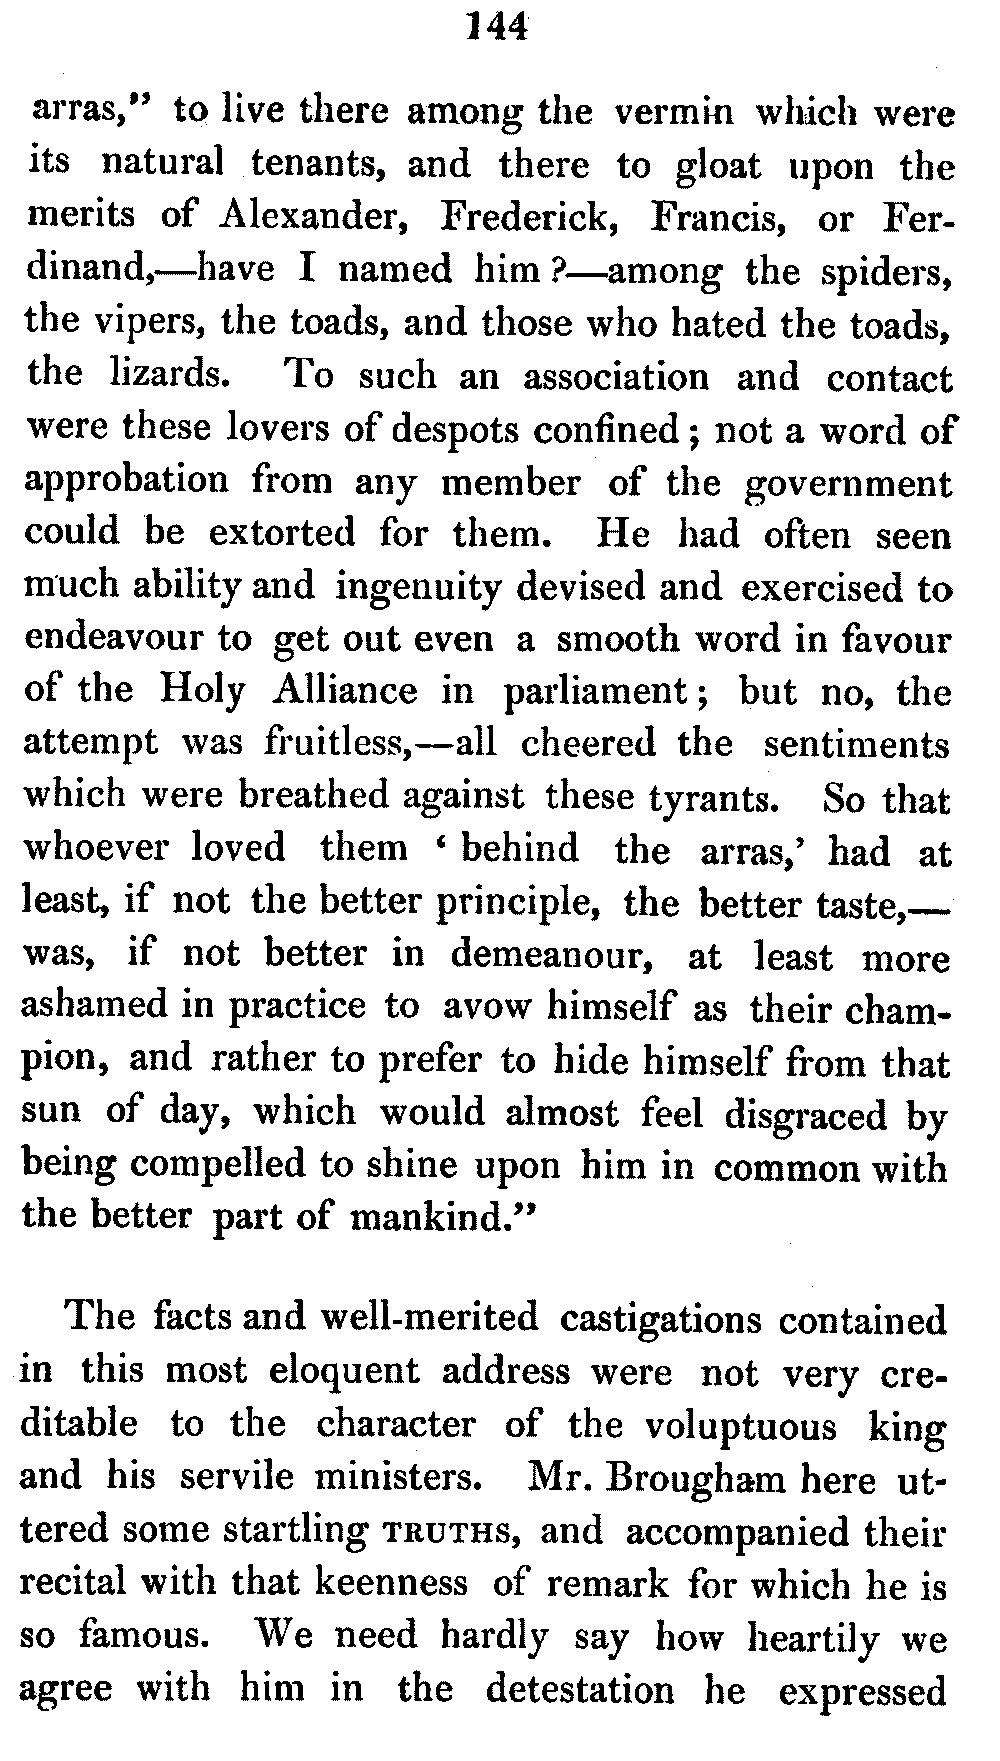 144
arras,” to live there among the vermin which were
its natural tenants, and there to gloat upon the
merits of Alexander, Frederick, Francis, or Fer-
dinand,—have I named him?—among the spiders,
the vipers, the toads, and those who hated the toads,
the lizards. To such an association and contact
were these lovers of despots confined; not a word of
approbation from any member of the government
could be extorted for them. He had often seen
much ability and ingenuity devised and exercised to
endeavour to get out even a smooth word in favour
of the Holy Alliance in parliament; but no, the
attempt was fruitless,—all cheered the sentiments
which were breathed against these tyrants. So that
whoever loved them ‘behind the arras,’ had at
least, if not the better principle, the better taste,—
was, if not better in demeanour, at least more
ashamed in practice to avow himself as their cham-
pion, and rather to prefer to hide himself from that
sun of day, which would almost feel disgraced by
being compelled to shine upon him in common with
the better part of mankind.”
The facts and well-merited castigations contained
in this most eloquent address were not very cre-
ditable to the character of the voluptuous king
and his servile ministers. Mr. Brougham here ut-
tered some startling TRUTHS, and accompanied their
recital with that keenness of remark for which he is
so famous. We need hardly say how heartily we
agree with him in the detestation he expressed